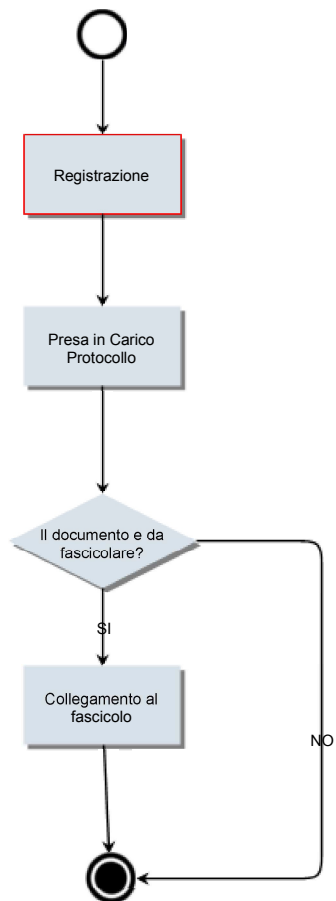 Registrazione
Presa in Carico
Protocollo
Il documento e da
fascicolare?
SI
Collegamento al
fascicolo
NO